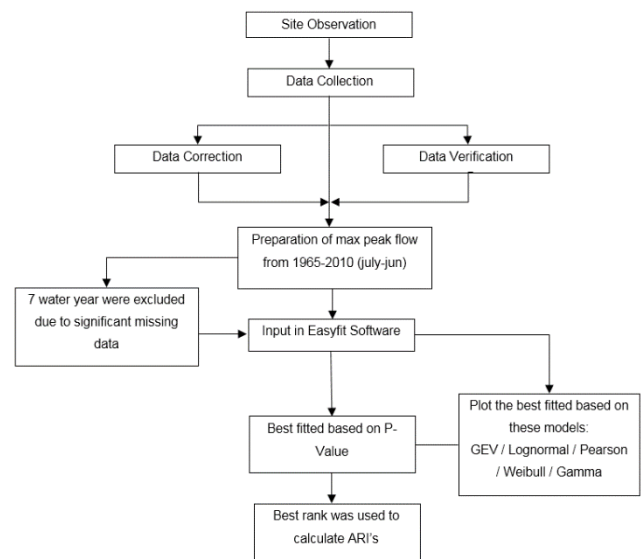 Site Observation
Data Collection
Data Correction
Data Verification
Preparation of max peak flow
from 1965-2010 (july-jun)
7 water year were excluded
due to significant missing
data
Input in Easyfit Software
Best fitted based on P-
Value
Plot the best fitted based on
these models:
GEV / Lognormal / Pearson
/ Weibull / Gamma
Best rank was used to
calculate ARI's